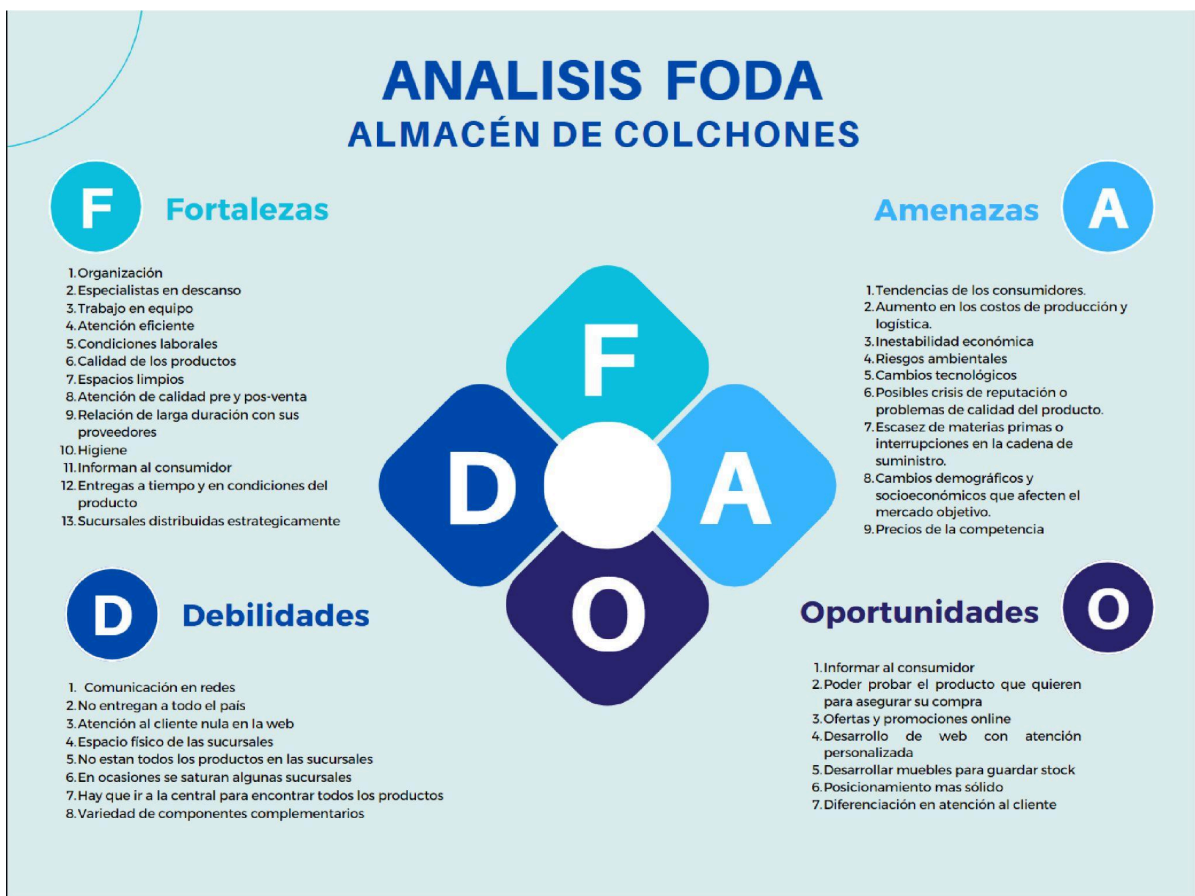 ANALISIS FODA
ALMACÉN DE COLCHONES
F
Fortalezas
1. Organización
2. Especialistas en descanso
3. Trabajo en equipo
4. Atención eficiente
5. Condiciones laborales
6. Calidad de los productos
7. Espacios limpios
8. Atención de calidad pre y pos-venta
9. Relación de larga duración con sus
proveedores
10. Higiene
11. Informan al consumidor
12. Entregas a tiempo y en condiciones del
producto
13. Sucursales distribuidas estrategicamente
Amenazas
A
1. Tendencias de los consumidores.
2. Aumento en los costos de producción y
logística.
3. Inestabilidad económica
4. Riesgos ambientales
5. Cambios tecnológicos
6. Posibles crisis de reputación o
problemas de calidad del producto.
7. Escasez de materias primas o
interrupciones en la cadena de
suministro.
8. Cambios demográficos y
socioeconómicos que afecten el
mercado objetivo.
9. Precios de la competencia
F
D
A
O
D
Debilidades
1. Comunicación en redes
2. No entregan a todo el país
3. Atención al cliente nula en la web
4. Espacio físico de las sucursales
5. No estan todos los productos en las sucursales
6. En ocasiones se saturan algunas sucursales
7. Hay que ir a la central para encontrar todos los productos
8. Variedad de componentes complementarios
Oportunidades
O
1. Informar al consumidor
2. Poder probar el producto que quieren
para asegurar su compra
3. Ofertas y promociones online
4. Desarrollo de web con atención
personalizada
5. Desarrollar muebles para guardar stock
6. Posicionamiento mas sólido
7. Diferenciación en atención al cliente